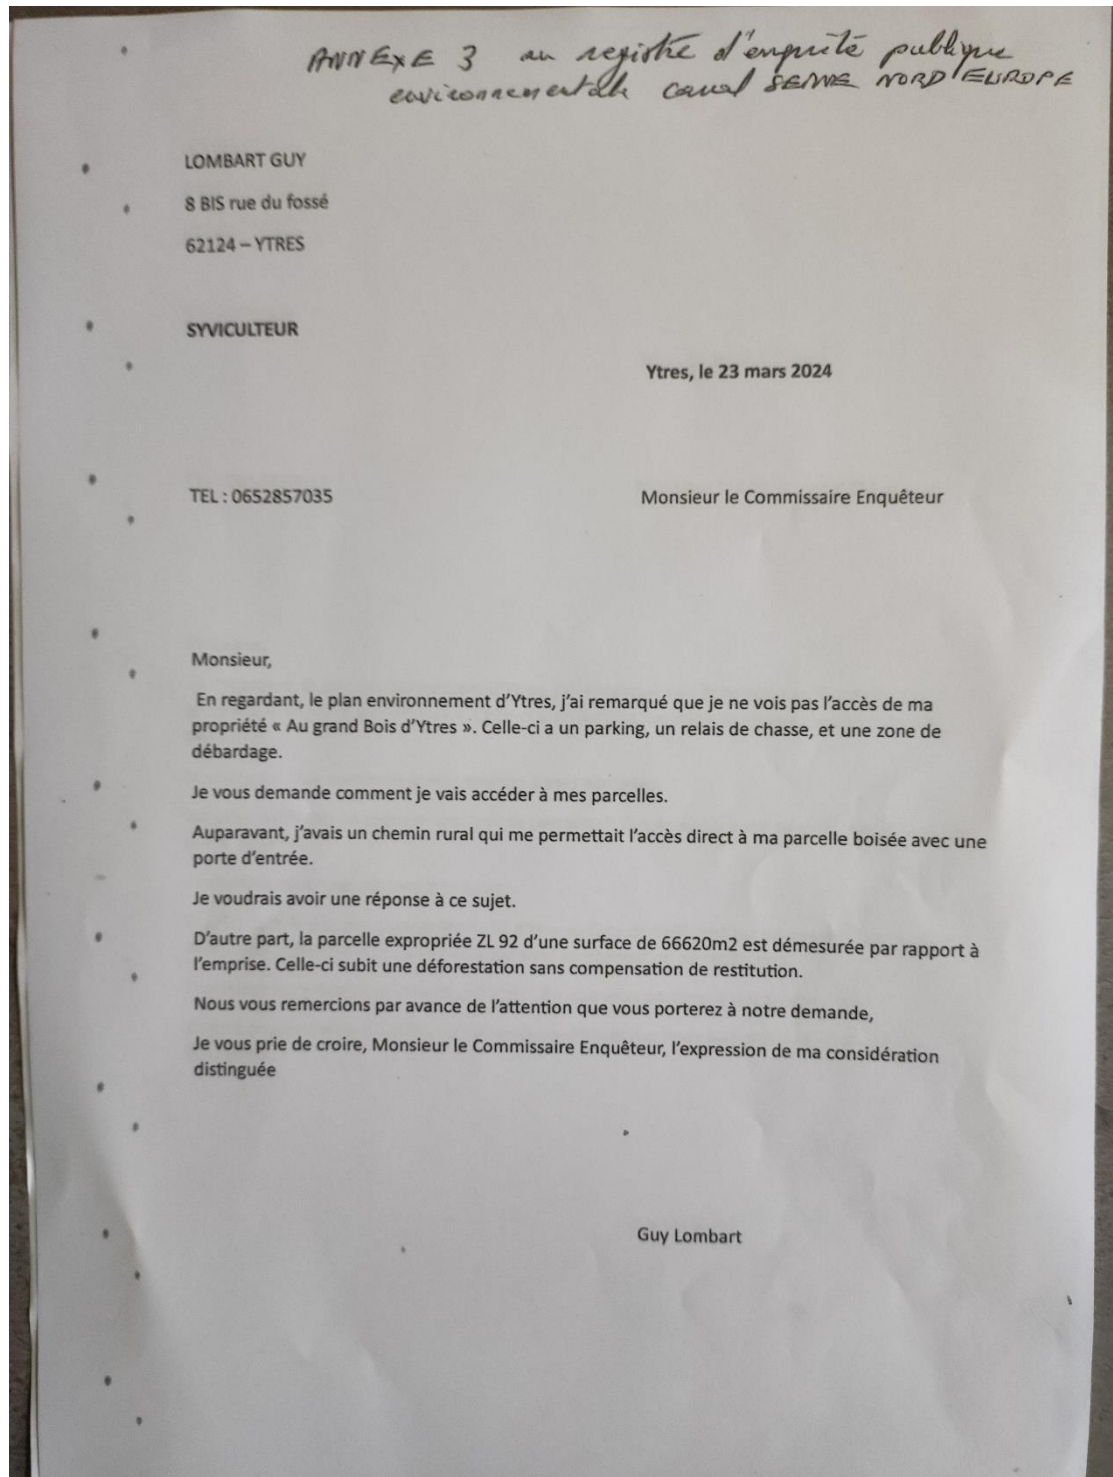 ANNEXE 3 au registre d'enquête publique
environnementale canal SEINE NORD EUROPE
LOMBART GUY
8 BIS rue du fossé
62124 – YTRES
SYVICULTEUR
Ytres, le 23 mars 2024
TEL : 0652857035
Monsieur le Commissaire Enquêteur
Monsieur,
En regardant, le plan environnement d'Ytres, j'ai remarqué que je ne vois pas l'accès de ma
propriété « Au grand Bois d'Ytres ». Celle-ci a un parking, un relais de chasse, et une zone de
débardage.
Je vous demande comment je vais accéder à mes parcelles.
Auparavant, j'avais un chemin rural qui me permettait l'accès direct à ma parcelle boisée avec une
porte d'entrée.
Je voudrais avoir une réponse à ce sujet.
D'autre part, la parcelle expropriée ZL 92 d'une surface de 66620m2 est démesurée par rapport à
l'emprise. Celle-ci subit une déforestation sans compensation de restitution.
Nous vous remercions par avance de l'attention que vous porterez à notre demande,
Je vous prie de croire, Monsieur le Commissaire Enquêteur, l'expression de ma considération
distinguée
Guy Lombart